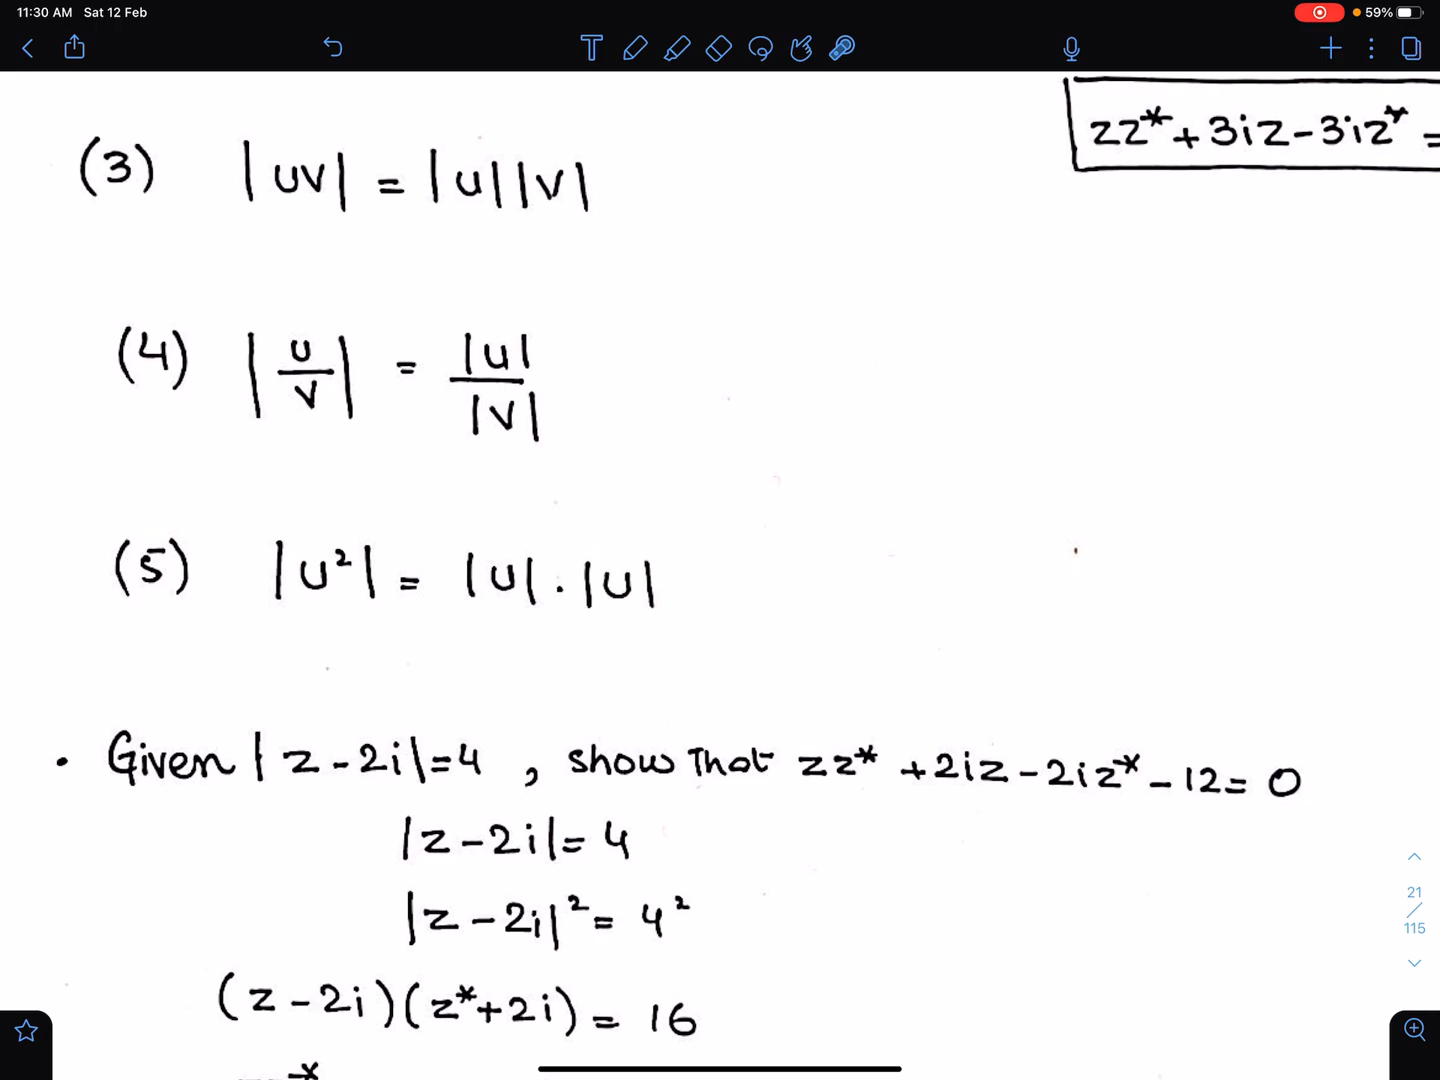 11:30 AM Sat 12 Feb 59%
zz* + 3iz - 3iz* =
(3) |uv| = |u||v|
(4) |u/v| = |u|/|v|
(5) |u²| = |u| . |u|
• Given |z - 2i| = 4 , show that zz* + 2iz - 2iz* - 12 = 0
|z - 2i| = 4
|z - 2i|² = 4²
(z - 2i)(z* + 2i) = 16
21
/
115